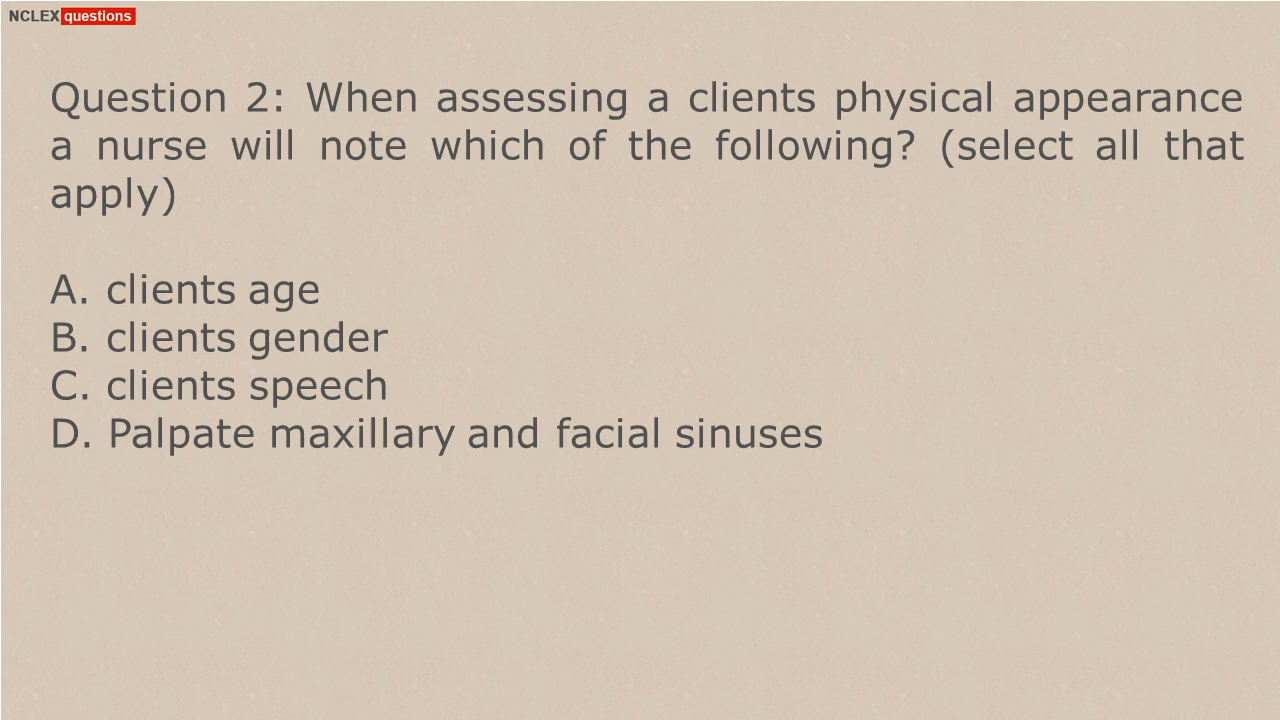 NCLEX questions
Question 2: When assessing a clients physical appearance
a nurse will note which of the following? (select all that
apply)
A. clients age
B. clients gender
C. clients speech
D. Palpate maxillary and facial sinuses